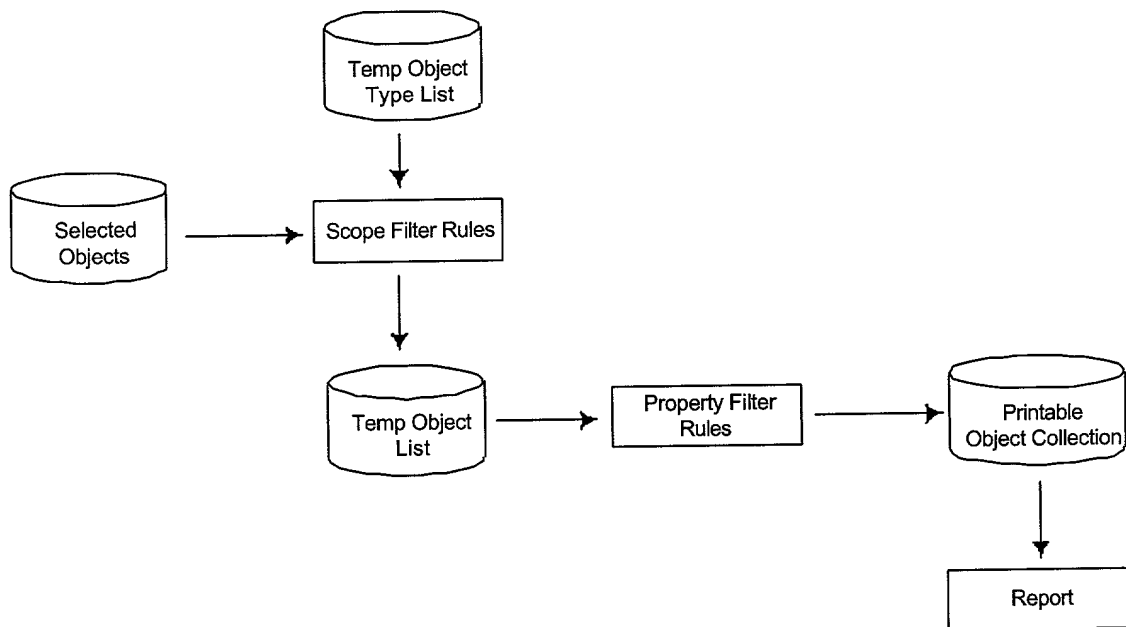 Temp Object
Type List
Selected
Objects
Scope Filter Rules
Temp Object
List
Property Filter
Rules
Printable
Object Collection
Report